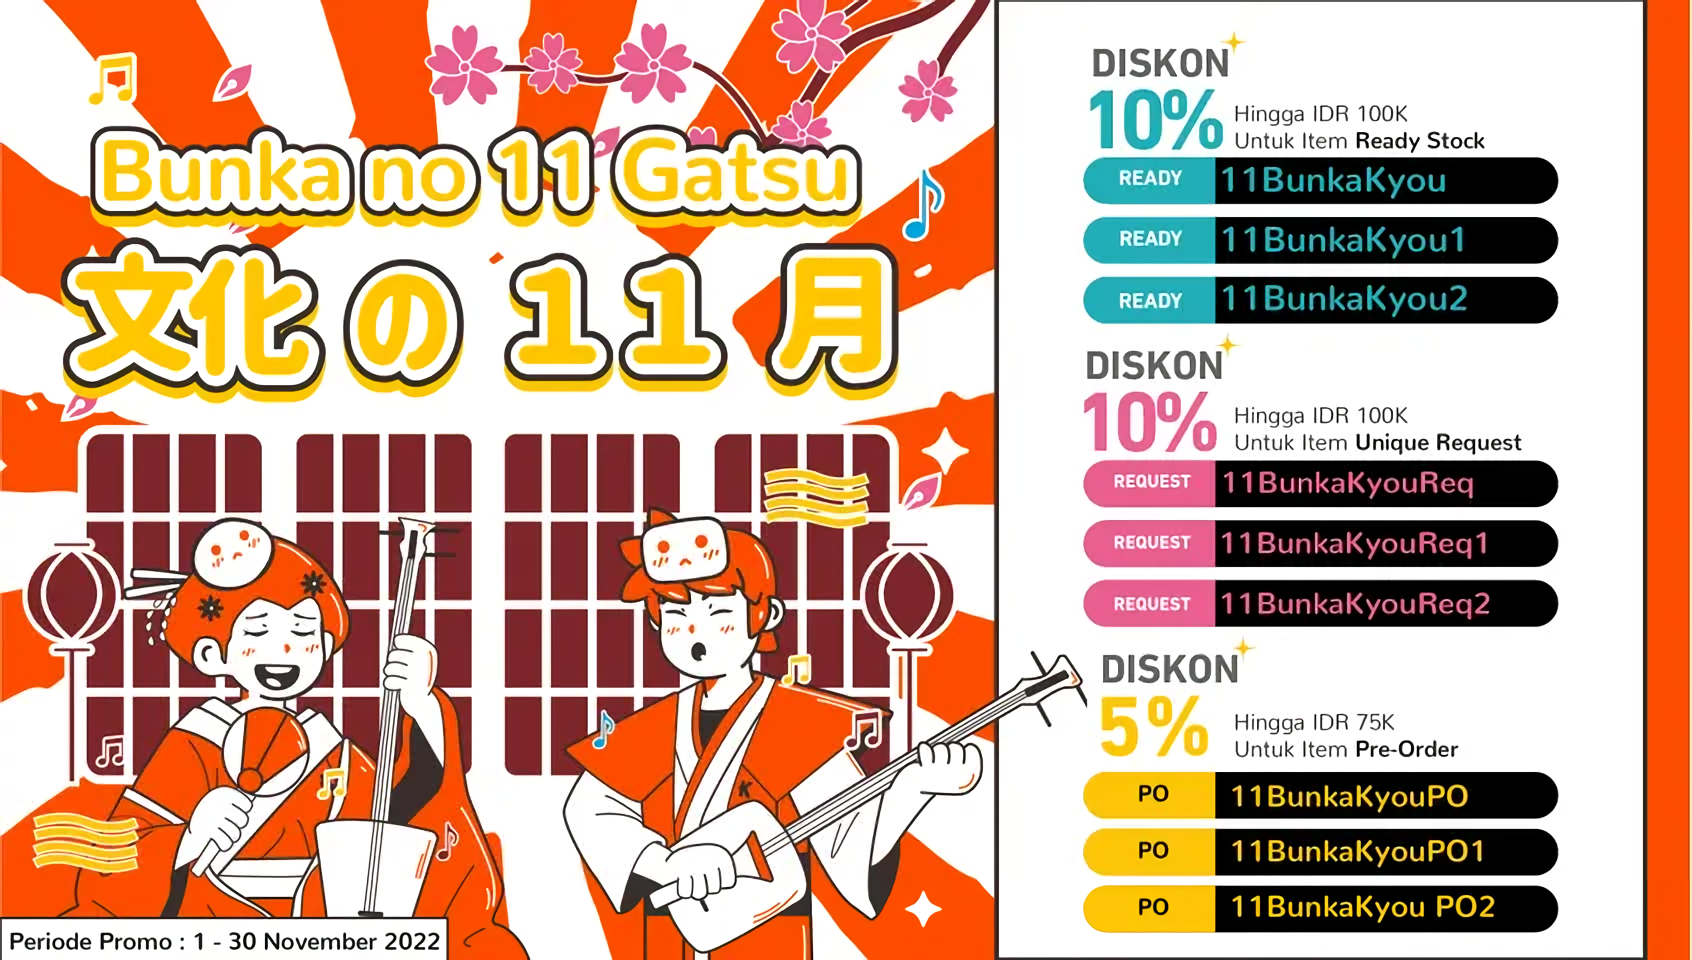 Bunka no 11 Gatsu
文化の11月
Periode Promo : 1 - 30 November 2022
DISKON
10%
Hingga IDR 100K
Untuk Item Ready Stock
READY 11BunkaKyou
READY 11BunkaKyou1
READY 11BunkaKyou2
DISKON
10%
Hingga IDR 100K
Untuk Item Unique Request
REQUEST 11BunkaKyouReq
REQUEST 11BunkaKyouReq1
REQUEST 11BunkaKyouReq2
DISKON
5%
Hingga IDR 75K
Untuk Item Pre-Order
PO 11BunkaKyouPO
PO 11BunkaKyouPO1
PO 11BunkaKyou PO2
K